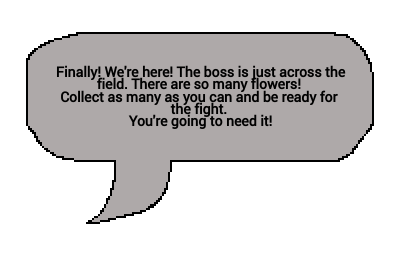 Finally! We're here! The boss is just across the
field. There are so many flowers!
Collect as many as you can and be ready for
the fight.
You're going to need it!